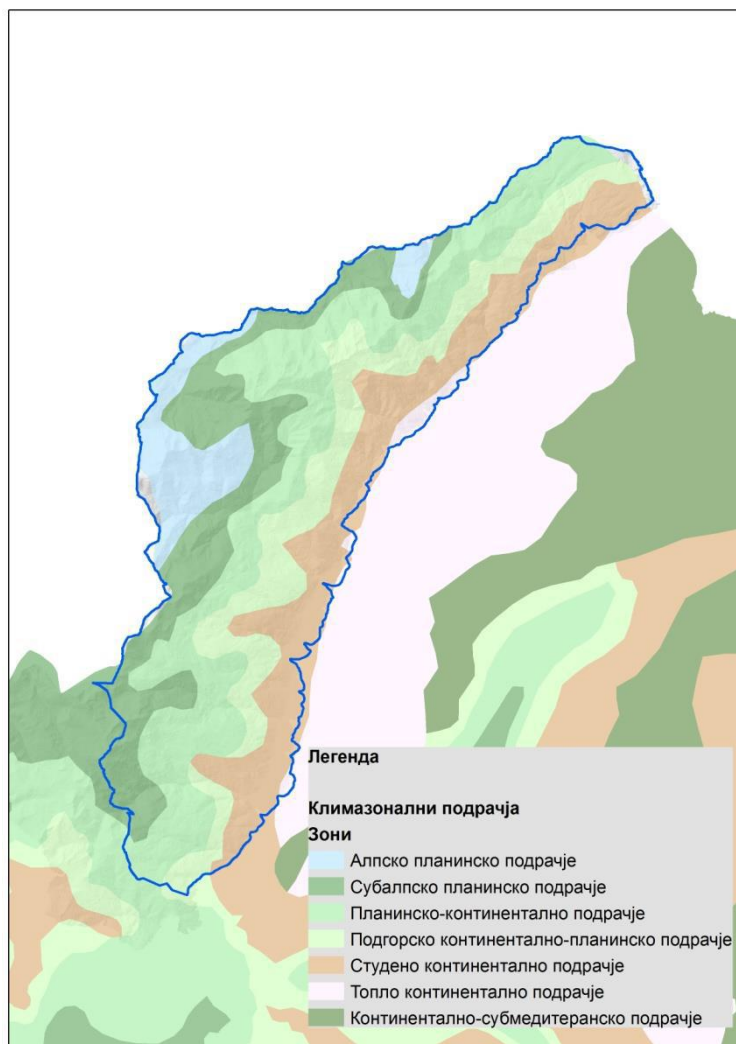 Легенда
Климазонални подрачја
Зони
Алпско планинско подрачје
Субалпско планинско подрачје
Планинско-континентално подрачје
Подгорско континентално-планинско подрачје
Студено континентално подрачје
Топло континентално подрачје
Континентално-субмедитеранско подрачје